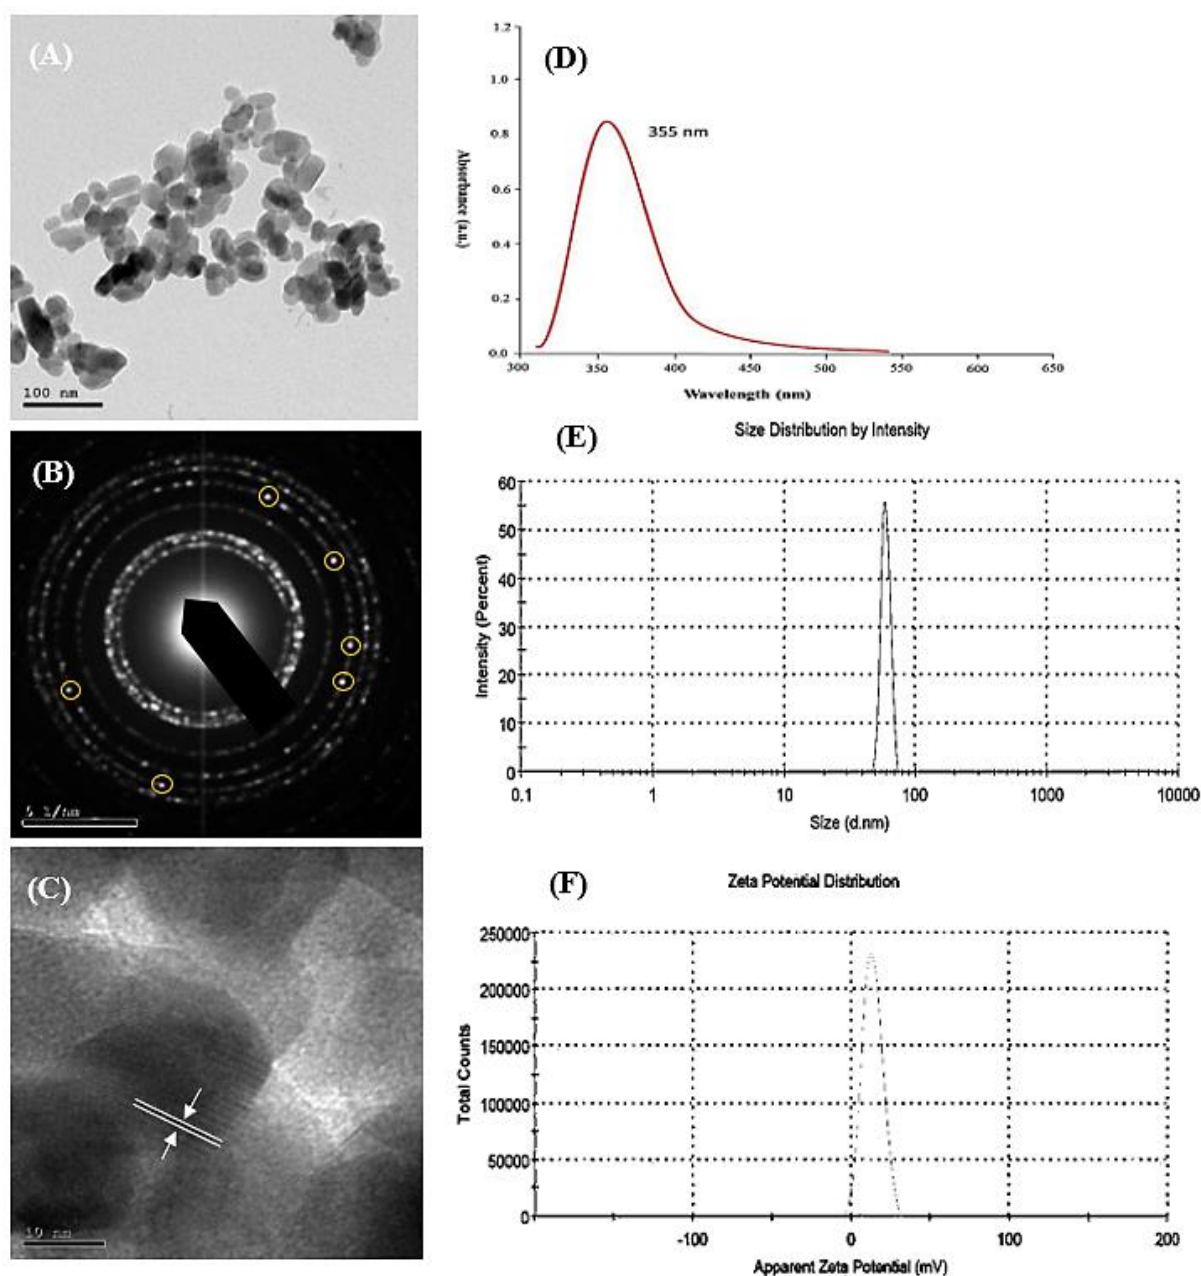 (A)
100 nm
(B)
5 1/nm
(C)
10 nm
(D)
1.2
1.0
0.8
0.6
0.4
0.2
0.0
Absorbance (a.u.)
355 nm
300 350 400 450 500 550 600 650
Wavelength (nm)
(E)
Size Distribution by Intensity
60
50
40
30
20
10
0
Intensity (Percent)
0.1 1 10 100 1000 10000
Size (d.nm)
(F)
Zeta Potential Distribution
250000
200000
150000
100000
50000
0
Total Counts
-100 0 100 200
Apparent Zeta Potential (mV)